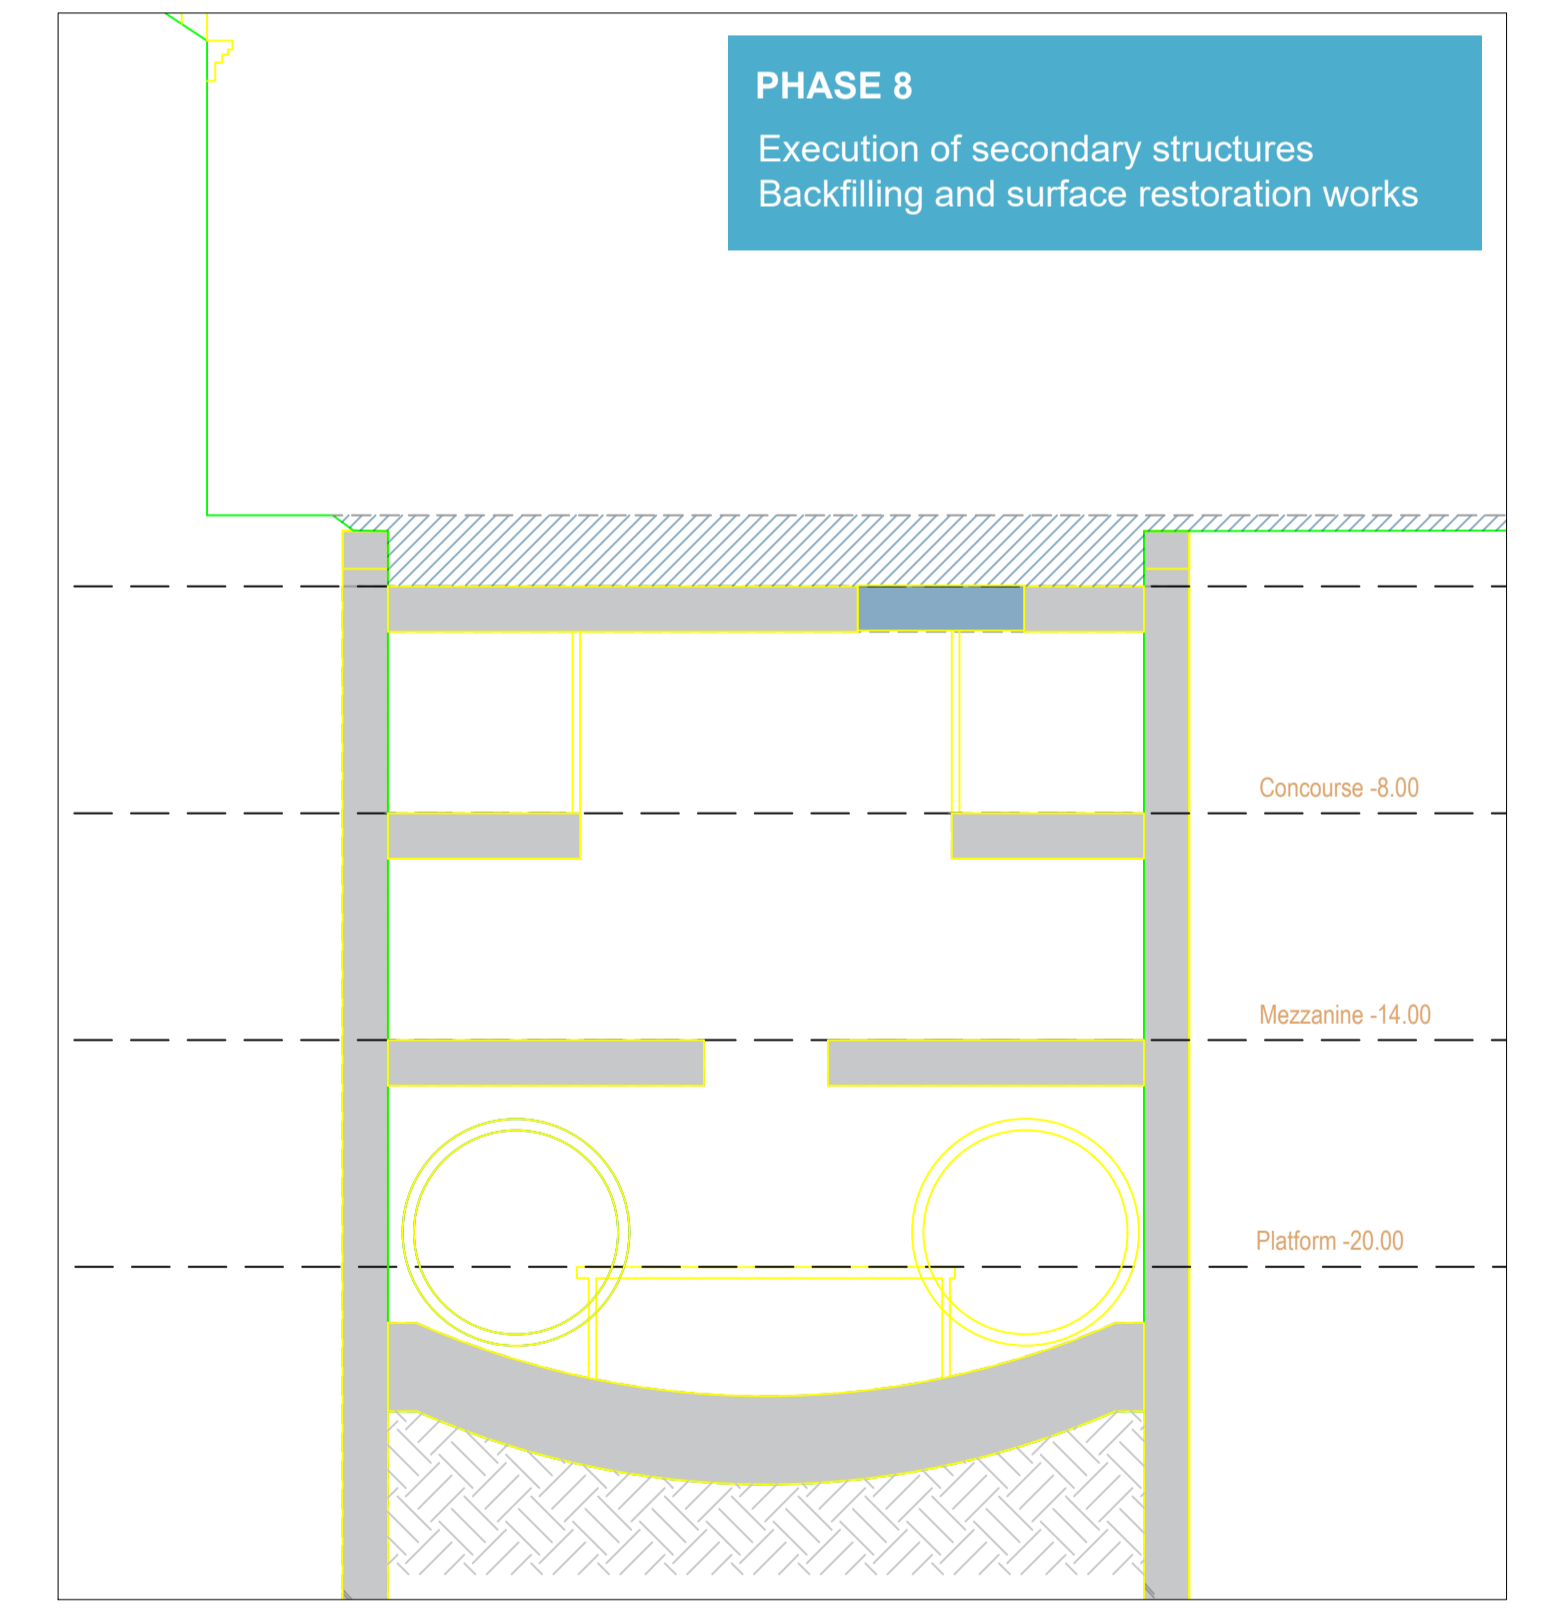 PHASE 8
Execution of secondary structures
Backfilling and surface restoration works
Concourse -8.00
Mezzanine -14.00
Platform -20.00